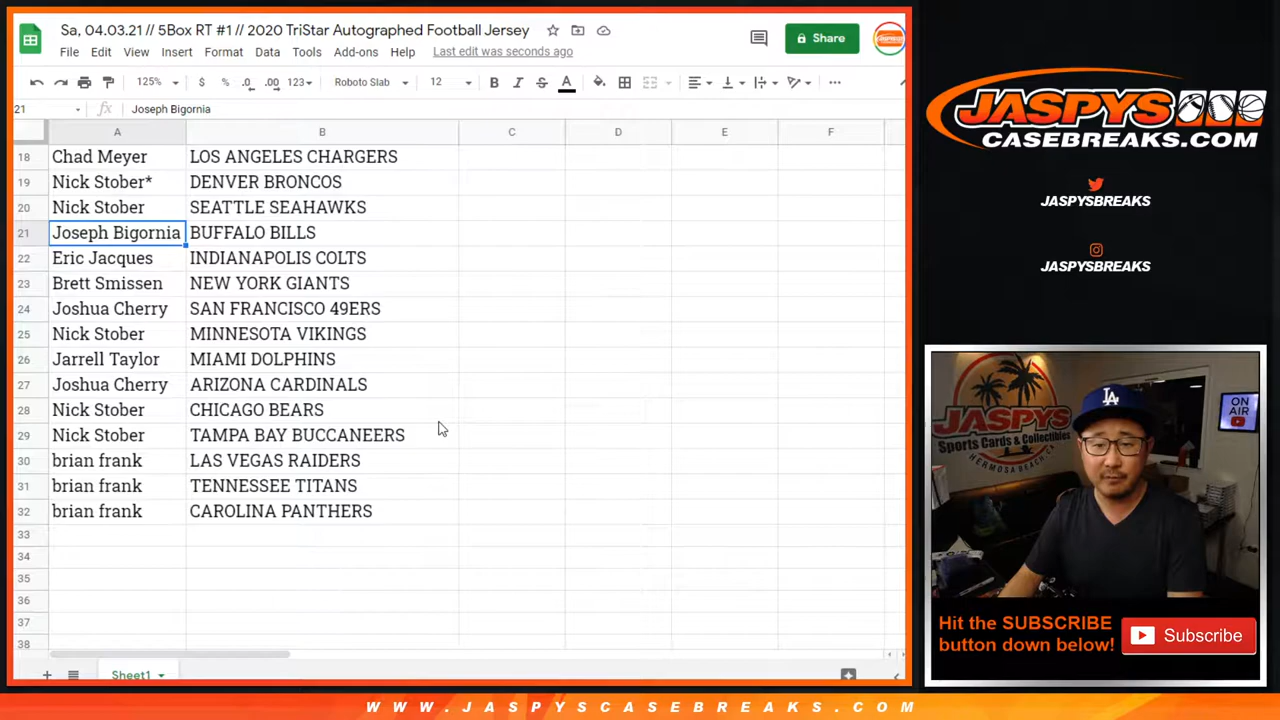 Sa, 04.03.21 // 5Box RT #1 // 2020 TriStar Autographed Football Jersey
File Edit View Insert Format Data Tools Add-ons Help Last edit was seconds ago
Share
125% $ % .0 .00 123 Roboto Slab 12 B I S A
21 fx Joseph Bigornia
A B C D E F
18 Chad Meyer LOS ANGELES CHARGERS
19 Nick Stober* DENVER BRONCOS
20 Nick Stober SEATTLE SEAHAWKS
21 Joseph Bigornia BUFFALO BILLS
22 Eric Jacques INDIANAPOLIS COLTS
23 Brett Smissen NEW YORK GIANTS
24 Joshua Cherry SAN FRANCISCO 49ERS
25 Nick Stober MINNESOTA VIKINGS
26 Jarrell Taylor MIAMI DOLPHINS
27 Joshua Cherry ARIZONA CARDINALS
28 Nick Stober CHICAGO BEARS
29 Nick Stober TAMPA BAY BUCCANEERS
30 brian frank LAS VEGAS RAIDERS
31 brian frank TENNESSEE TITANS
32 brian frank CAROLINA PANTHERS
33
34
35
36
37
38
Sheet1
JASPYS
CASEBREAKS.COM
JASPYSBREAKS
JASPYSBREAKS
JASPYS
Sports Cards & Collectibles
HERMOSA BEACH, CA
LA
ON
AIR
Hit the SUBSCRIBE
button down below!
Subscribe
WWW.JASPYSCASEBREAKS.COM